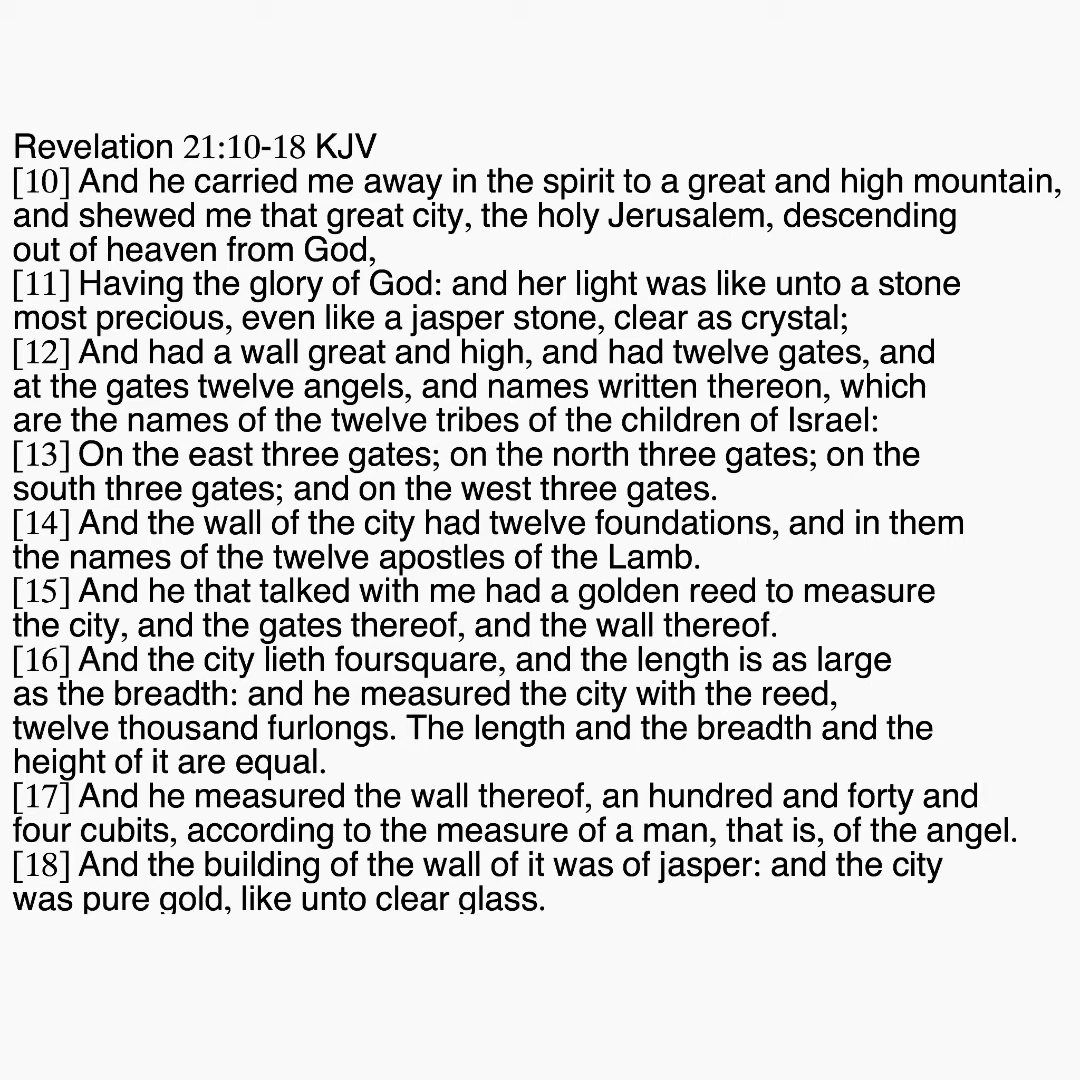 Revelation 21:10-18 KJV
[10] And he carried me away in the spirit to a great and high mountain,
and shewed me that great city, the holy Jerusalem, descending
out of heaven from God,
[11] Having the glory of God: and her light was like unto a stone
most precious, even like a jasper stone, clear as crystal;
[12] And had a wall great and high, and had twelve gates, and
at the gates twelve angels, and names written thereon, which
are the names of the twelve tribes of the children of Israel:
[13] On the east three gates; on the north three gates; on the
south three gates; and on the west three gates.
[14] And the wall of the city had twelve foundations, and in them
the names of the twelve apostles of the Lamb.
[15] And he that talked with me had a golden reed to measure
the city, and the gates thereof, and the wall thereof.
[16] And the city lieth foursquare, and the length is as large
as the breadth: and he measured the city with the reed,
twelve thousand furlongs. The length and the breadth and the
height of it are equal.
[17] And he measured the wall thereof, an hundred and forty and
four cubits, according to the measure of a man, that is, of the angel.
[18] And the building of the wall of it was of jasper: and the city
was pure gold, like unto clear glass.